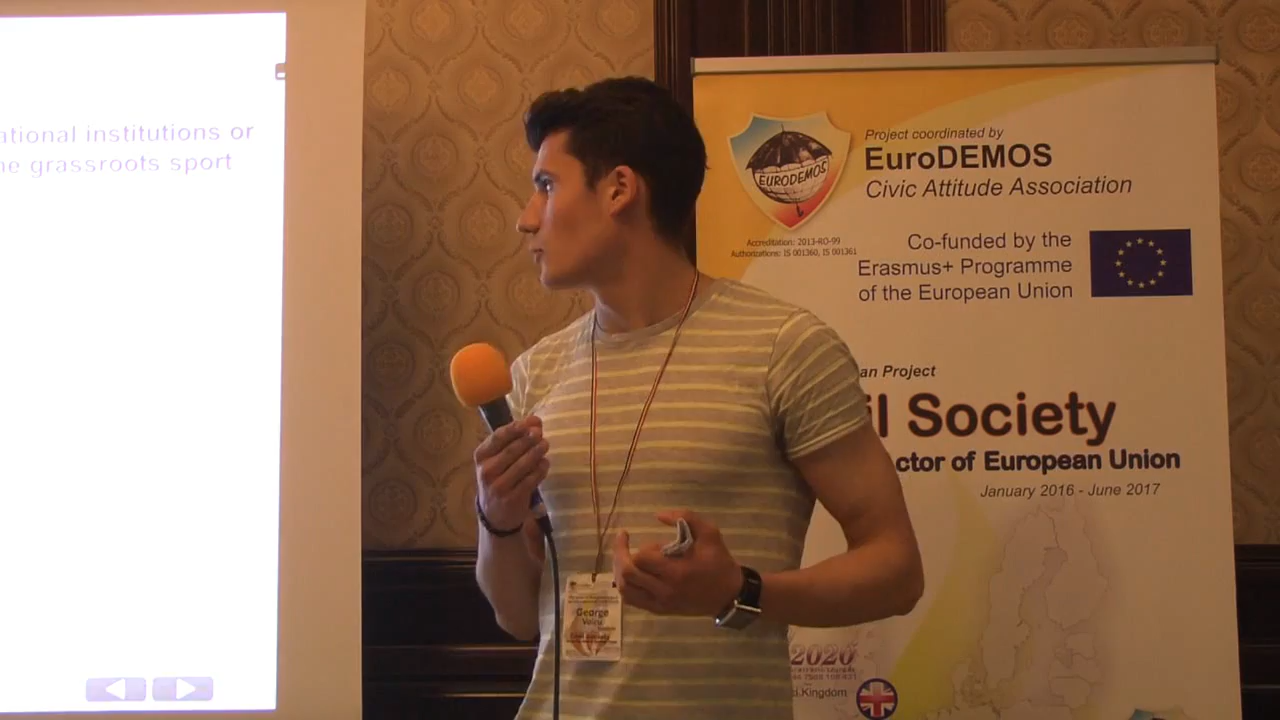 ational institutions or
he grassroots sport
EURODEMOS
Accreditation: 2013-RO-99
Authorizations: IS 001360, IS 001361
Project coordinated by
EuroDEMOS
Civic Attitude Association
Co-funded by the
Erasmus+ Programme
of the European Union
an Project
il Society
ctor of European Union
January 2016 - June 2017
George
2020
d Kingdom